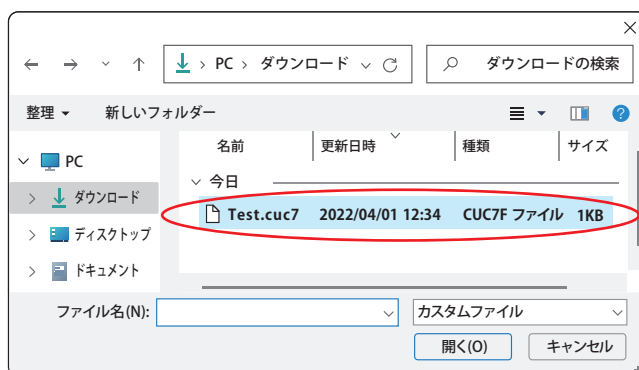 PC > ダウンロード
ダウンロードの検索
整理 新しいフォルダー
名前 更新日時 種類 サイズ
PC
今日
ダウンロード
Test.cuc7 2022/04/01 12:34 CUC7F ファイル 1KB
ディスクトップ
ドキュメント
ファイル名(N):
カスタムファイル
開く(O) キャンセル